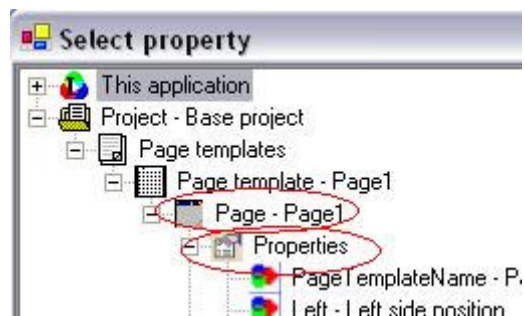 Select property
This application
Project - Base project
Page templates
Page template - Page1
Page - Page1
Properties
PageTemplateName -
Left - Left side position